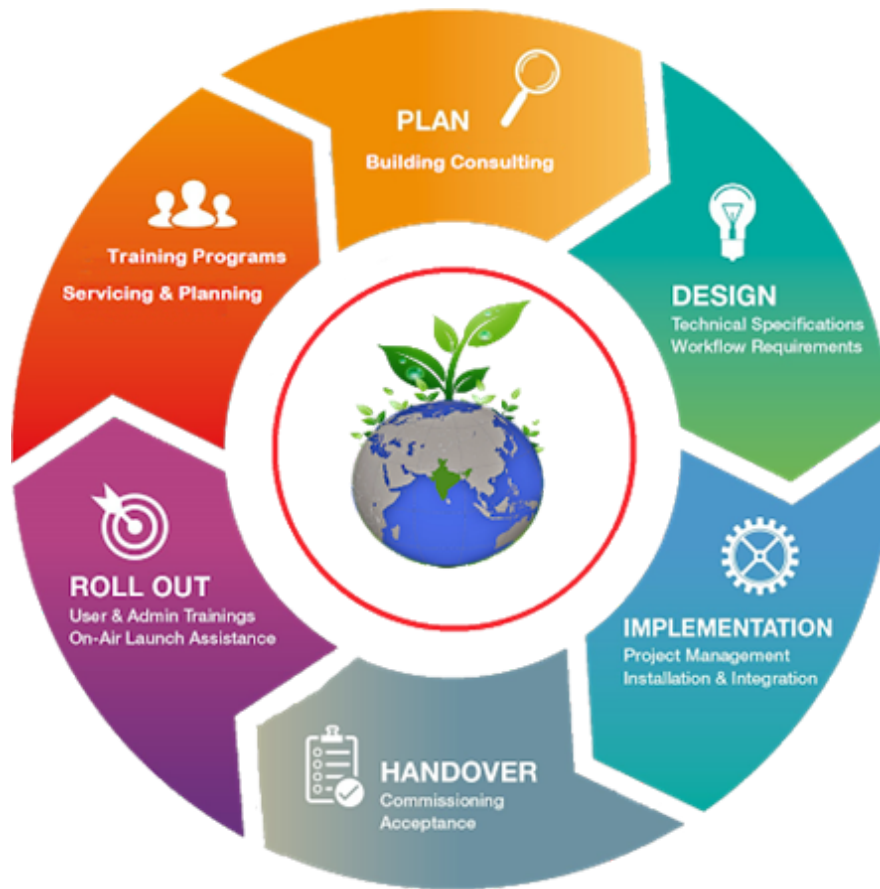 PLAN
Building Consulting
DESIGN
Technical Specifications
Workflow Requirements
IMPLEMENTATION
Project Management
Installation & Integration
HANDOVER
Commissioning
Acceptance
ROLL OUT
User & Admin Trainings
On-Air Launch Assistance
Training Programs
Servicing & Planning